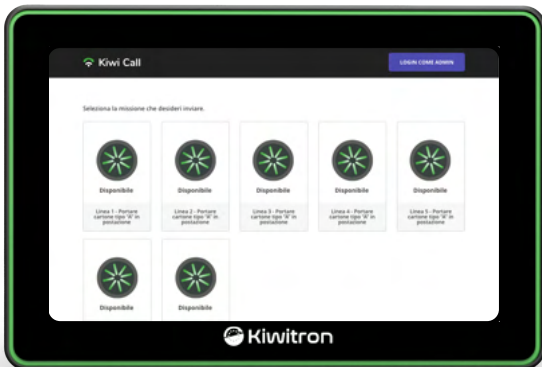 Kiwi Call
LOGIN COME ADMIN
Seleziona la missione che desideri inviare.
Disponibile
Disponibile
Disponibile
Disponibile
Disponibile
Linea 1 - Portare
cartone tipo "A" in
postazione
Linea 2 - Portare
cartone tipo "A" in
postazione
Linea 3 - Portare
cartone tipo "A" in
postazione
Linea 4 - Portare
cartone tipo "A" in
postazione
Linea 5 - Portare
cartone tipo "A" in
postazione
Disponibile
Disponibile
Kiwitron